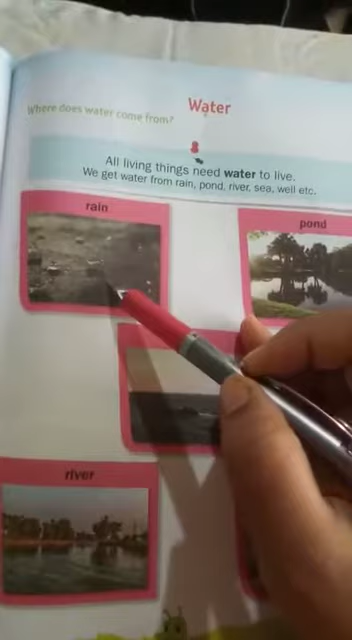 Water
Where does water come from?
All living things need water to live.
We get water from rain, pond, river, sea, well etc.
rain
pond
river